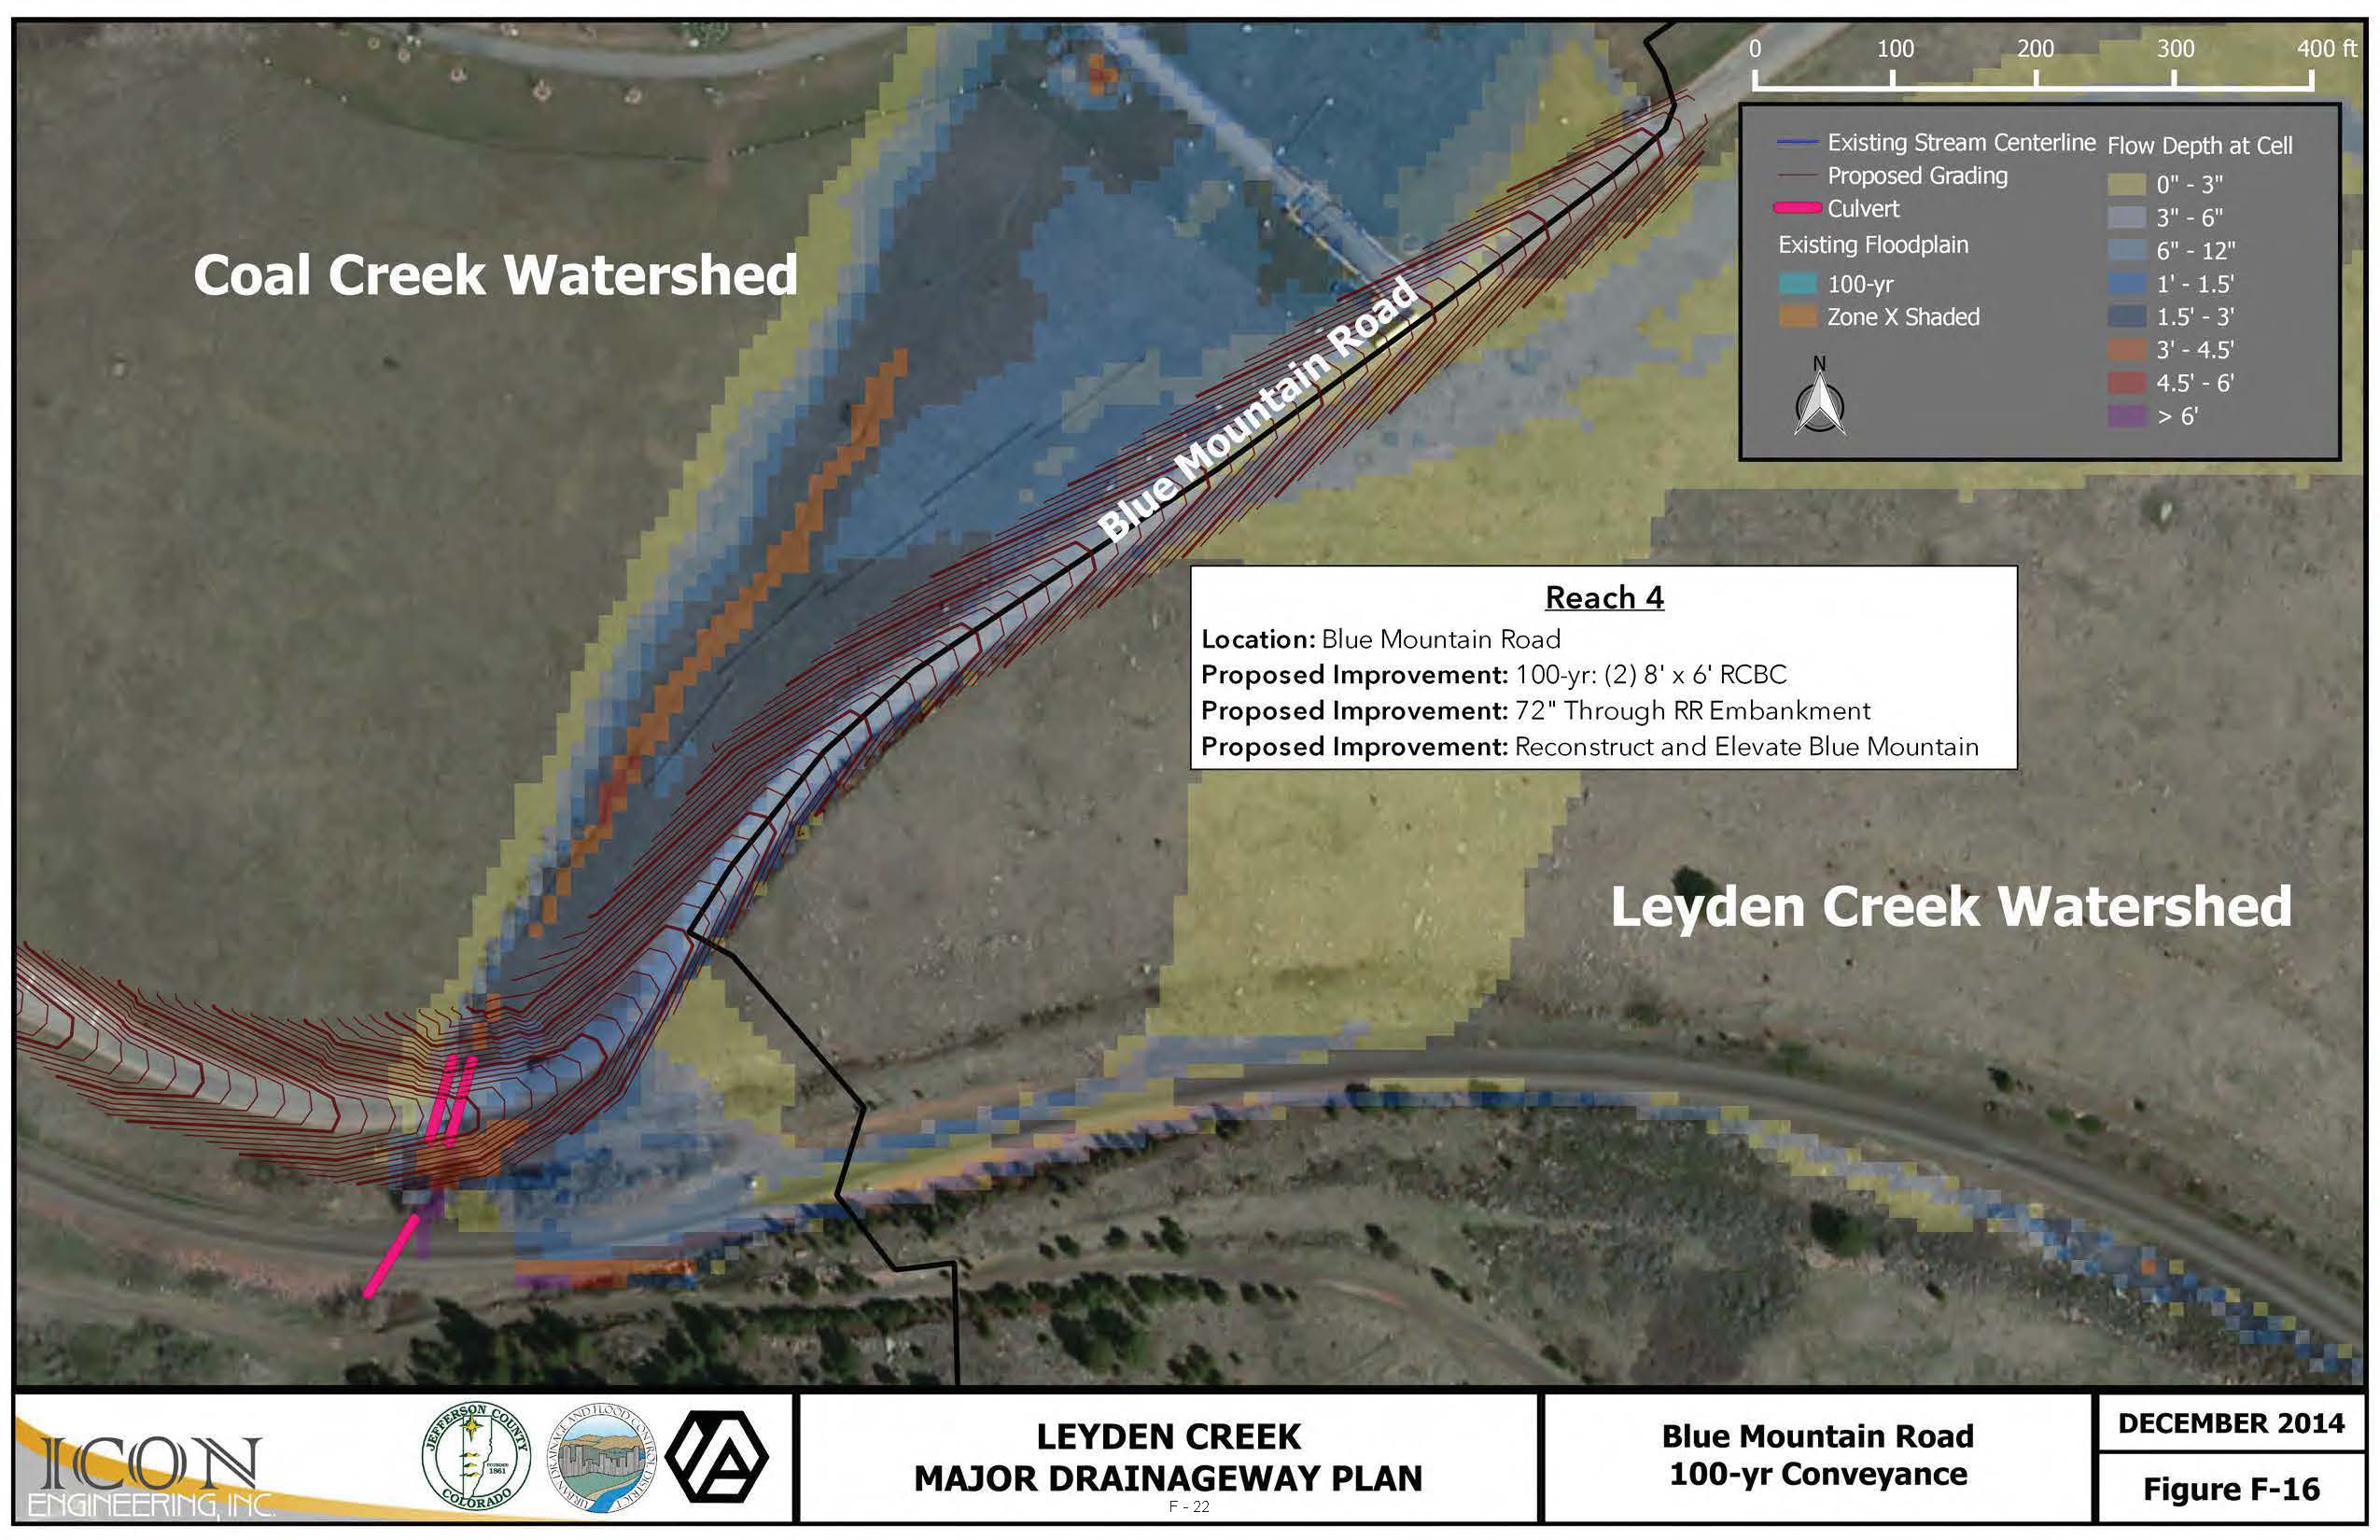 0 100 200 300 400 ft
Existing Stream Centerline
Proposed Grading
Culvert
Existing Floodplain
100-yr
Zone X Shaded
N
Flow Depth at Cell
0" - 3"
3" - 6"
6" - 12"
1' - 1.5'
1.5' - 3'
3' - 4.5'
4.5' - 6'
> 6'
Coal Creek Watershed
Blue Mountain Road
Reach 4
Location: Blue Mountain Road
Proposed Improvement: 100-yr: (2) 8' x 6' RCBC
Proposed Improvement: 72" Through RR Embankment
Proposed Improvement: Reconstruct and Elevate Blue Mountain
Leyden Creek Watershed
ICON
ENGINEERING, INC.
JEFFERSON COUNTY
FOUNDED
1861
COLORADO
URBAN DRAINAGE AND FLOOD CONTROL DISTRICT
LEYDEN CREEK
MAJOR DRAINAGEWAY PLAN
F - 22
Blue Mountain Road
100-yr Conveyance
DECEMBER 2014
Figure F-16